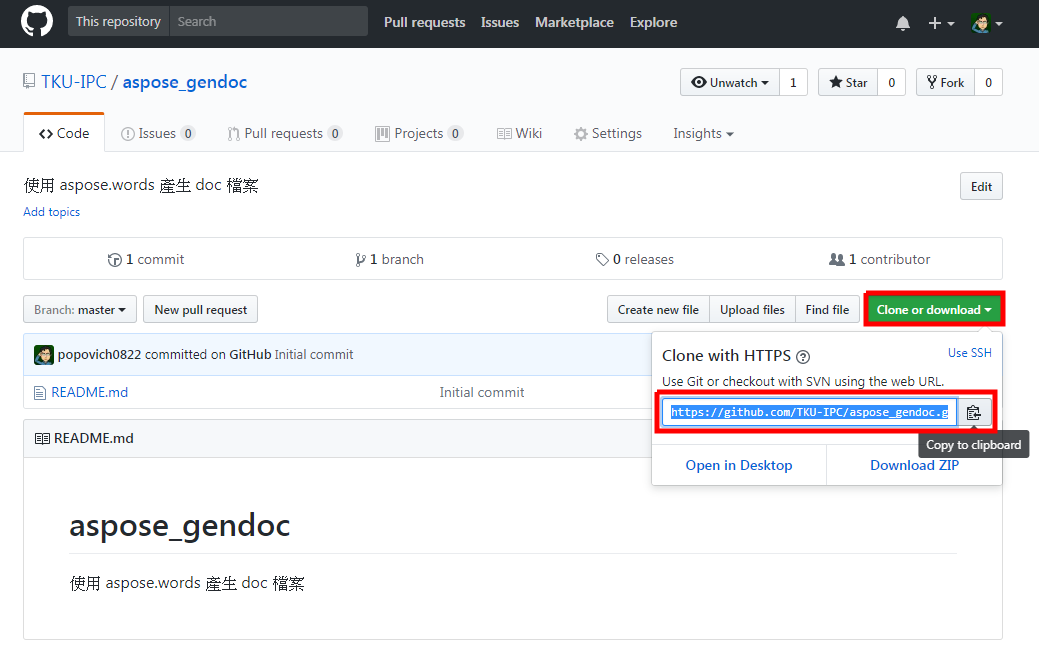 This repository Search Pull requests Issues Marketplace Explore
TKU-IPC / aspose_gendoc Unwatch 1 Star 0 Fork 0
Code Issues 0 Pull requests 0 Projects 0 Wiki Settings Insights
使用 aspose.words 產生 doc 檔案 Edit
Add topics
1 commit 1 branch 0 releases 1 contributor
Branch: master New pull request Create new file Upload files Find file Clone or download
popovich0822 committed on GitHub Initial commit
README.md Initial commit
Clone with HTTPS Use SSH
Use Git or checkout with SVN using the web URL.
https://github.com/TKU-IPC/aspose_gendoc.g
Copy to clipboard
Open in Desktop Download ZIP
README.md
aspose_gendoc
使用 aspose.words 產生 doc 檔案